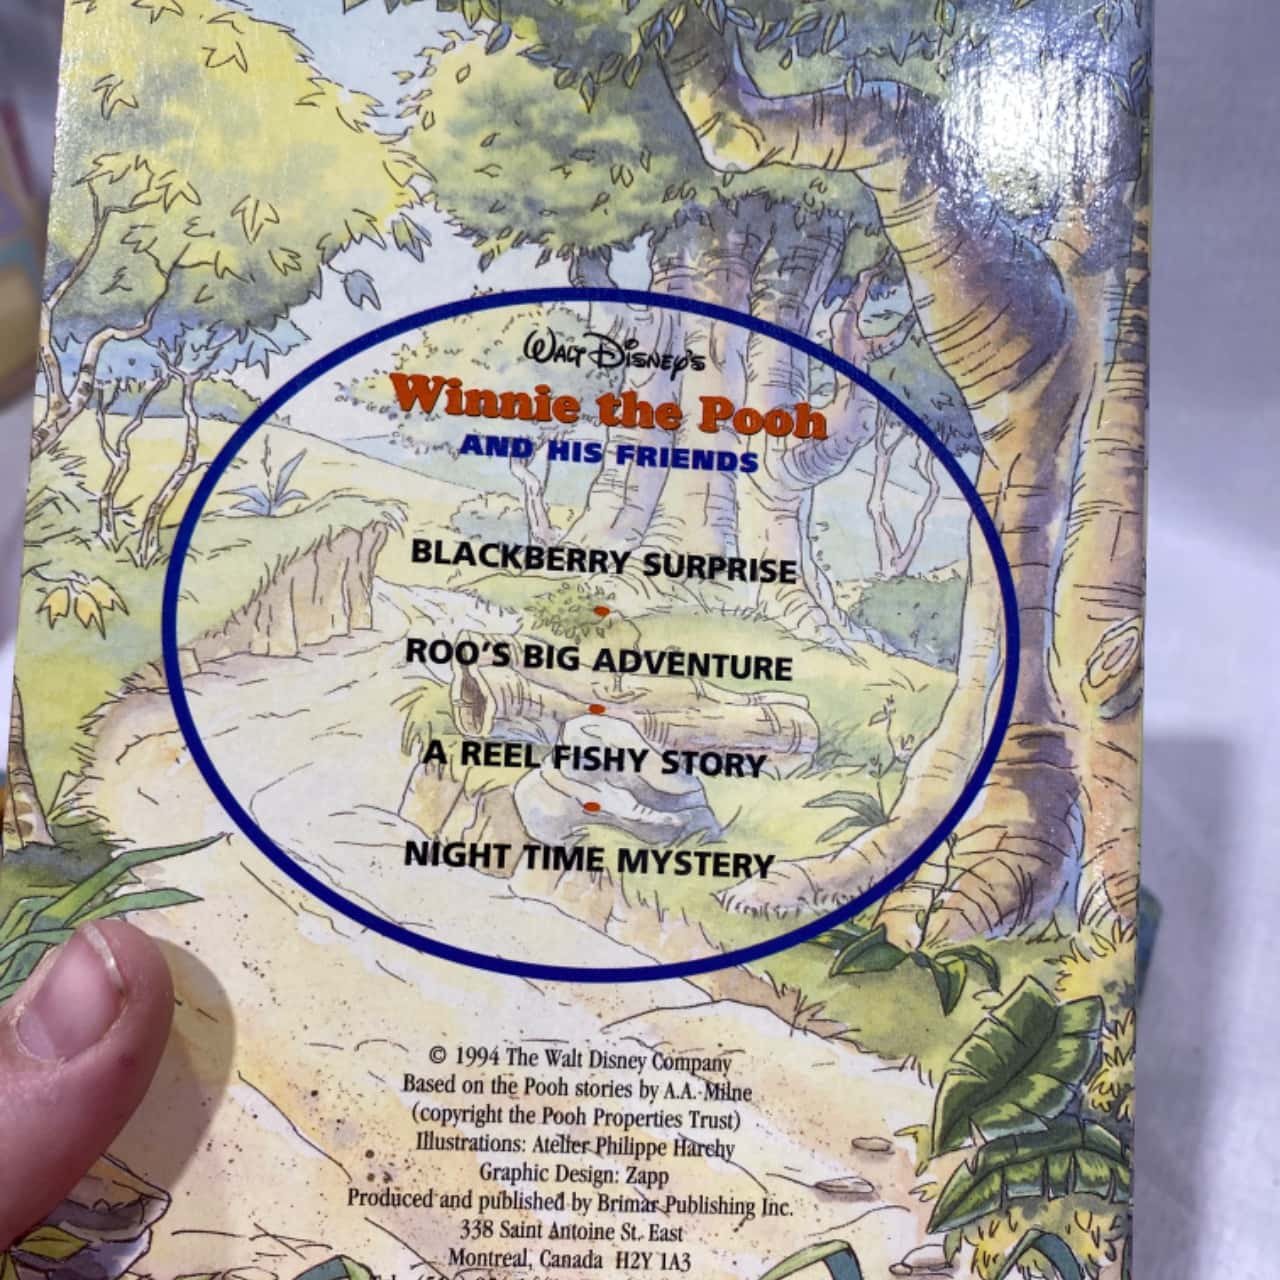 WALT DISNEY'S
Winnie the Pooh
AND HIS FRIENDS
BLACKBERRY SURPRISE
ROO'S BIG ADVENTURE
A REEL FISHY STORY
NIGHT TIME MYSTERY
© 1994 The Walt Disney Company
Based on the Pooh stories by A.A. Milne
(copyright the Pooh Properties Trust)
Illustrations: Atelier Philippe Harchy
Graphic Design: Zapp
Produced and published by Brimar Publishing Inc.
338 Saint Antoine St. East
Montreal, Canada H2Y 1A3